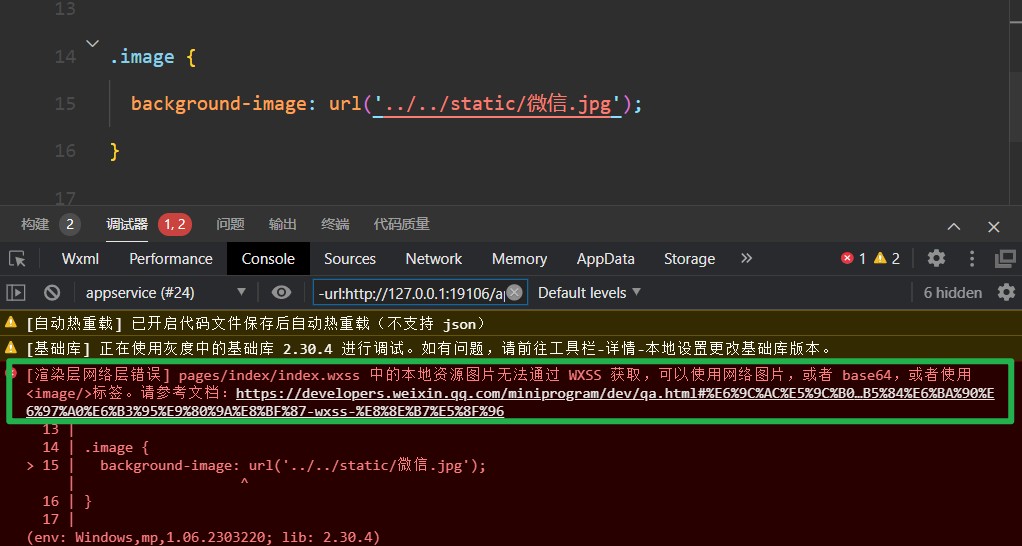 13
14 .image {
15 background-image: url('../../static/微信.jpg');
16 }
17
构建 2 调试器 1, 2 问题 输出 终端 代码质量
Wxml Performance Console Sources Network Memory AppData Storage » 1 2
appservice (#24) -url:http://127.0.0.1:19106/a Default levels 6 hidden
[自动热重载] 已开启代码文件保存后自动热重载（不支持 json）
[基础库] 正在使用灰度中的基础库 2.30.4 进行调试。如有问题，请前往工具栏-详情-本地设置更改基础库版本。
[渲染层网络层错误] pages/index/index.wxss 中的本地资源图片无法通过 WXSS 获取，可以使用网络图片，或者 base64，或者使用
<image/>标签。请参考文档：https://developers.weixin.qq.com/miniprogram/dev/qa.html#%E6%9C%AC%E5%9C%B0…B5%84%E6%BA%90%E
6%97%A0%E6%B3%95%E9%80%9A%E8%BF%87-wxss-%E8%8E%B7%E5%8F%96
13 |
14 | .image {
> 15 | background-image: url('../../static/微信.jpg');
| ^
16 | }
17 |
(env: Windows,mp,1.06.2303220; lib: 2.30.4)